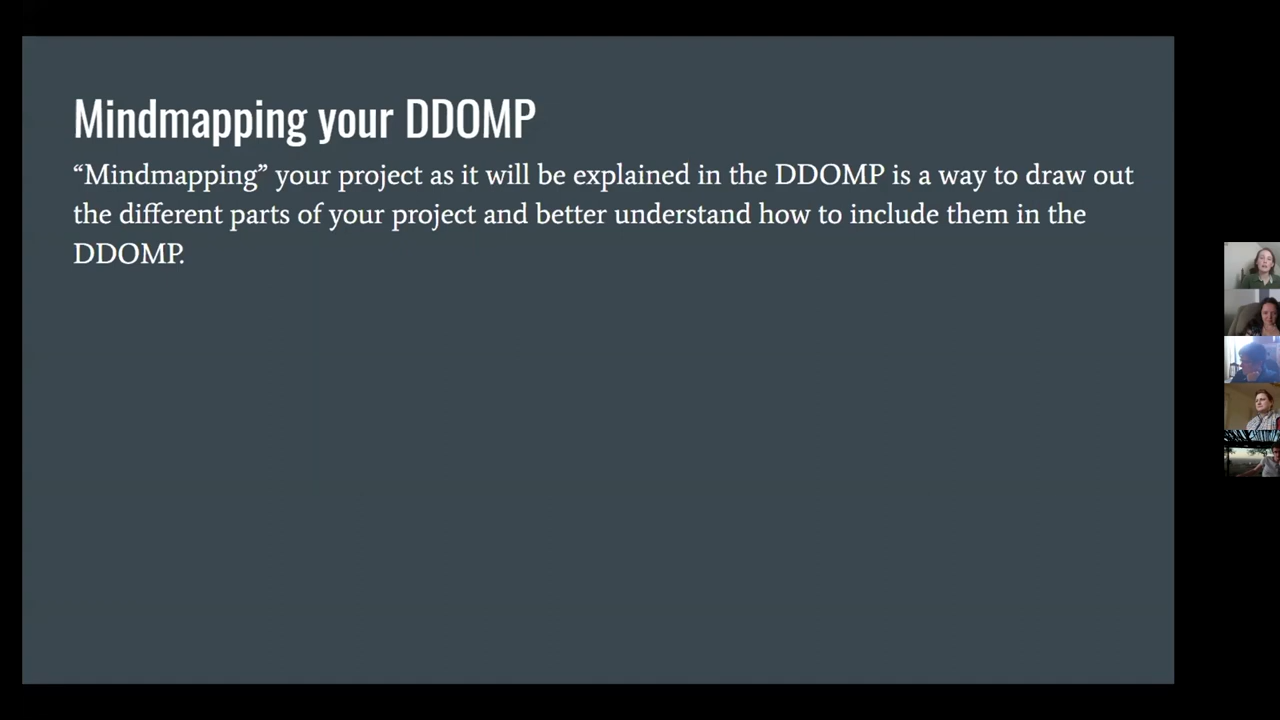 Mindmapping your DDOMP
“Mindmapping” your project as it will be explained in the DDOMP is a way to draw out
the different parts of your project and better understand how to include them in the
DDOMP.